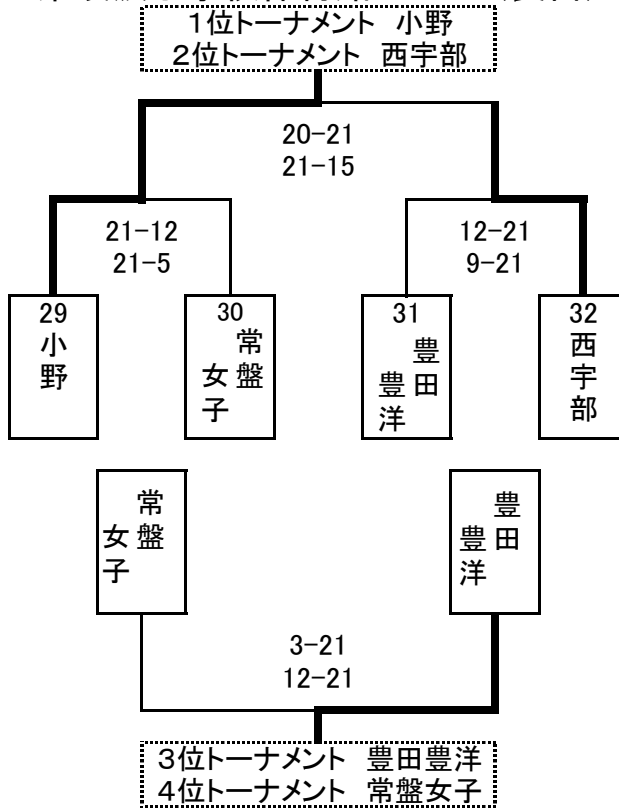 1位トーナメント 小野
2位トーナメント 西宇部
20-21
21-15
21-12
21-5
12-21
9-21
29
小野
30
常盤
女子
31
豊田
豊洋
32
西宇部
常盤
女子
豊田
豊洋
3-21
12-21
3位トーナメント 豊田豊洋
4位トーナメント 常盤女子